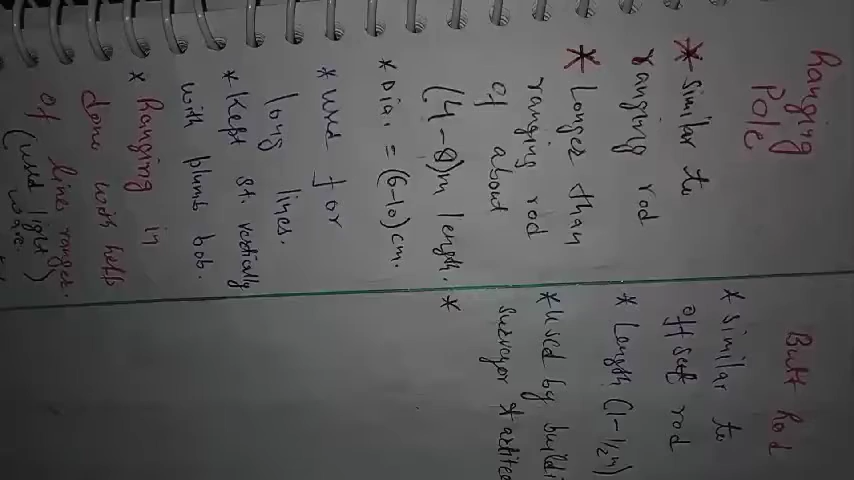 Ranging
Pole
* similar to
ranging rod
* Longer than
ranging rod
of about
(4-8)m length.
* Dia. = (6-10)cm.
* used for
long lines.
* Kept st. vertically
with plumb bob.
* Ranging in
done with help
of line ranger.
(used light
Butt Rod
* similar to
offset rod
* Length (1-1/2
* Used by
surveyor &
*